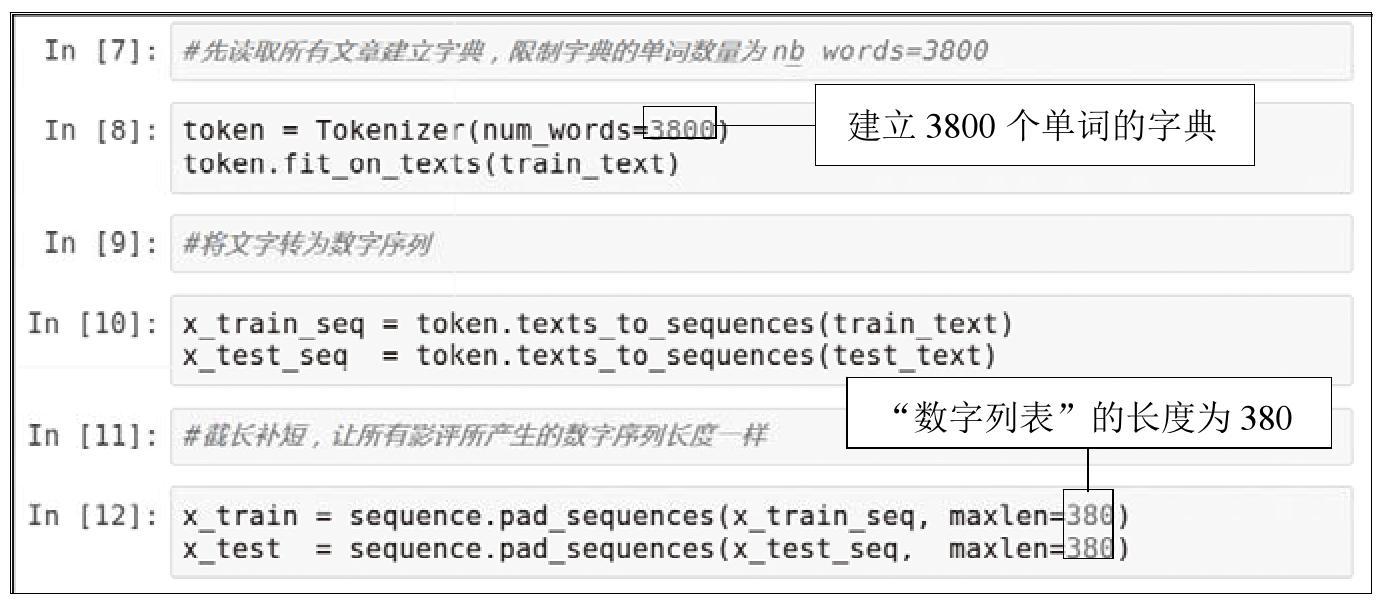 In [7]: #先读取所有文章建立字典，限制字典的单词数量为nb_words=3800
In [8]: token = Tokenizer(num_words=3800)
建立 3800 个单词的字典
token.fit_on_texts(train_text)
In [9]: #将文字转为数字序列
In [10]: x_train_seq = token.texts_to_sequences(train_text)
x_test_seq  = token.texts_to_sequences(test_text)
“数字列表”的长度为 380
In [11]: #截长补短，让所有影评所产生的数字序列长度一样
In [12]: x_train = sequence.pad_sequences(x_train_seq, maxlen=380)
x_test  = sequence.pad_sequences(x_test_seq,  maxlen=380)